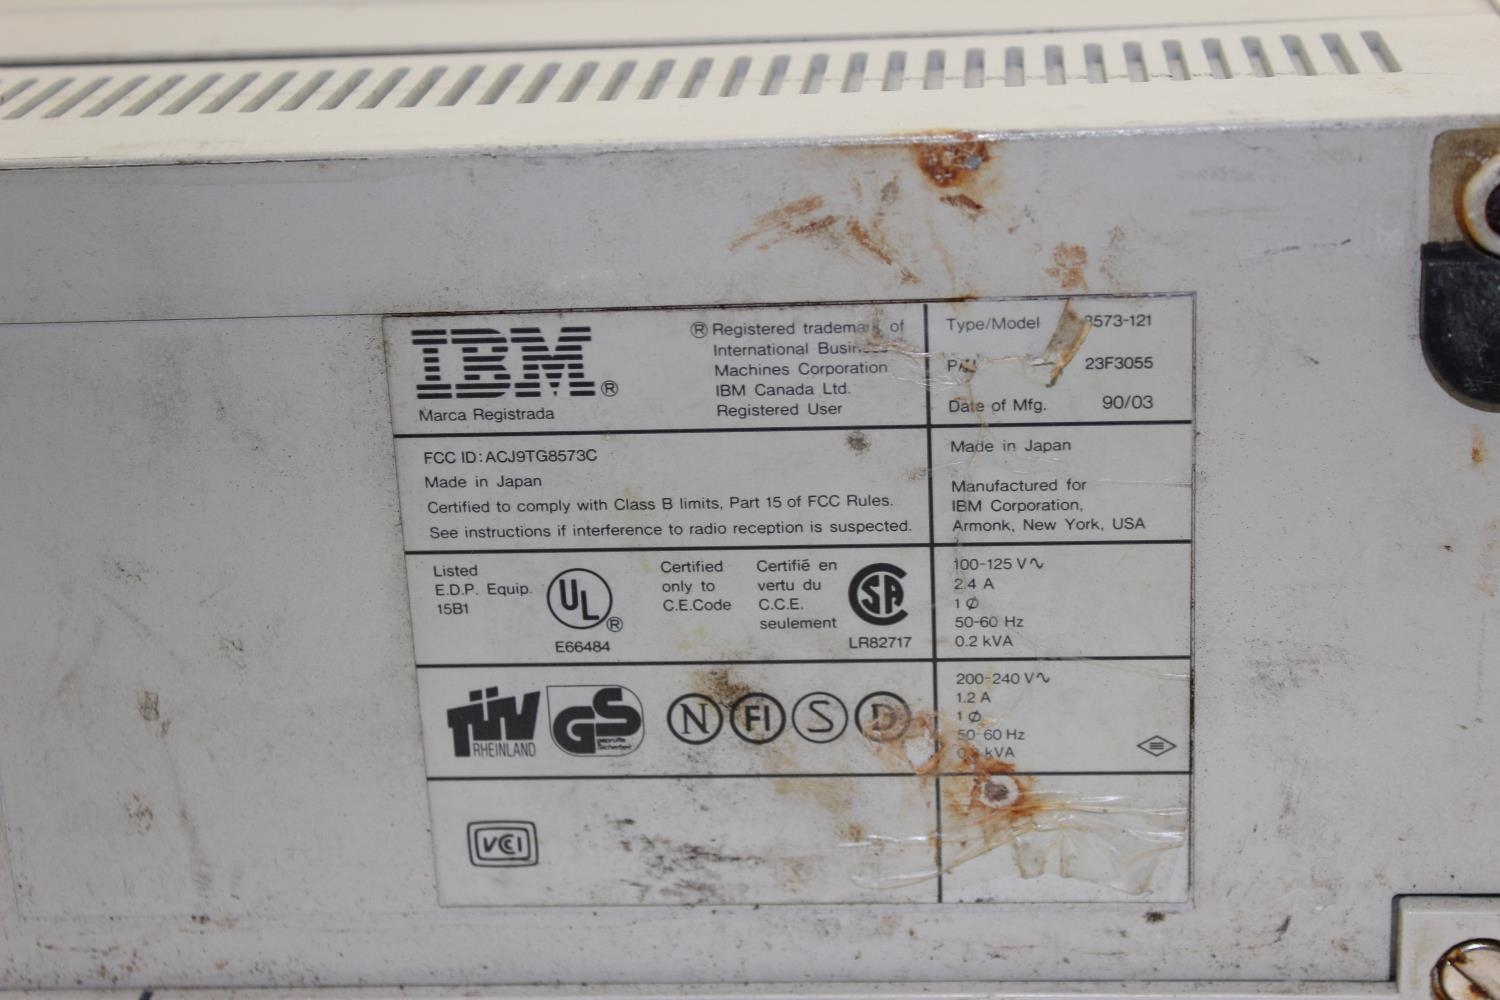 IBM ®
Marca Registrada
® Registered trademark of
International Business
Machines Corporation
IBM Canada Ltd.
Registered User
Type/Model 8573-121
P/N 23F3055
Date of Mfg. 90/03
FCC ID: ACJ9TG8573C
Made in Japan
Certified to comply with Class B limits, Part 15 of FCC Rules.
See instructions if interference to radio reception is suspected.
Made in Japan
Manufactured for
IBM Corporation,
Armonk, New York, USA
Listed
E.D.P. Equip.
15B1
UL ®
E66484
Certified
only to
C.E.Code
Certifié en
vertu du
C.C.E.
seulement
SA
LR82717
100-125 V∿
2.4 A
1 Ø
50-60 Hz
0.2 kVA
TÜV
RHEINLAND
GS
geprüfte
Sicherheit
N FI S D
200-240 V∿
1.2 A
1 Ø
50-60 Hz
kVA
VCCI